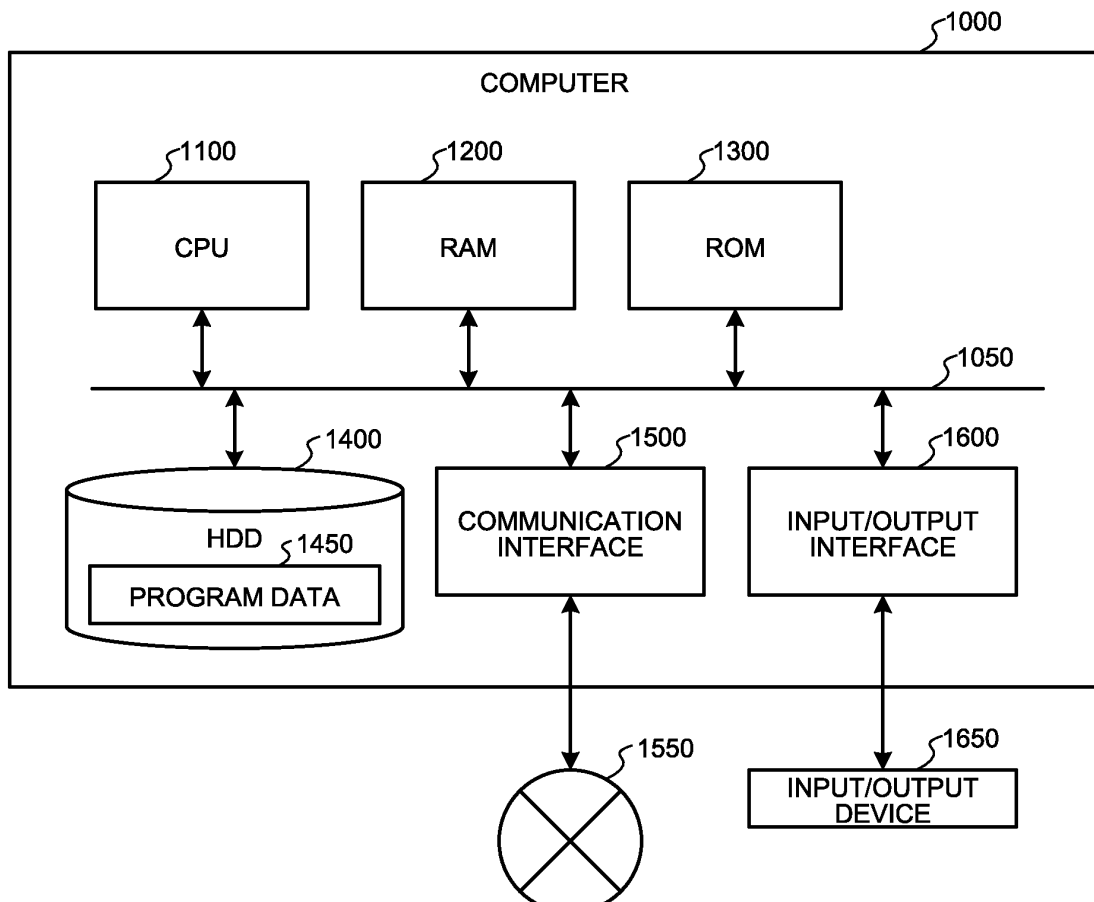 1000
COMPUTER
1100
1200
1300
CPU
RAM
ROM
1050
1400
1500
1600
HDD
1450
PROGRAM DATA
COMMUNICATION
INTERFACE
INPUT/OUTPUT
INTERFACE
1550
1650
INPUT/OUTPUT
DEVICE